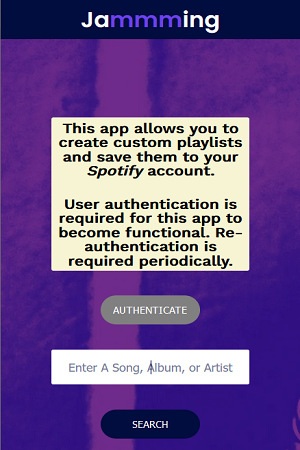 Jammming
This app allows you to
create custom playlists
and save them to your
Spotify account.
User authentication is
required for this app to
become functional. Re-
authentication is
required periodically.
AUTHENTICATE
Enter A Song, Album, or Artist
SEARCH